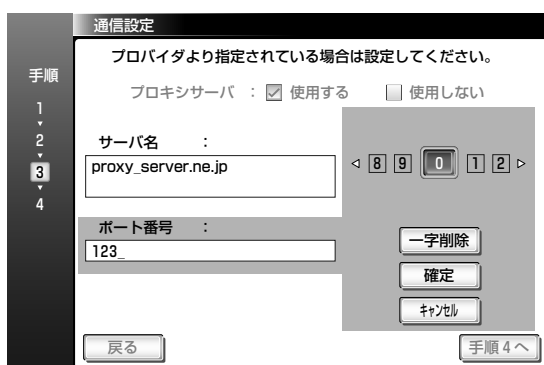 通信設定
プロバイダより指定されている場合は設定してください。
手順
1
2
3
4
プロキシサーバ ： 使用する 使用しない
サーバ名 ：
proxy_server.ne.jp
8 9 0 1 2
ポート番号 ：
123_
一字削除
確定
ｷｬﾝｾﾙ
戻る
手順4へ